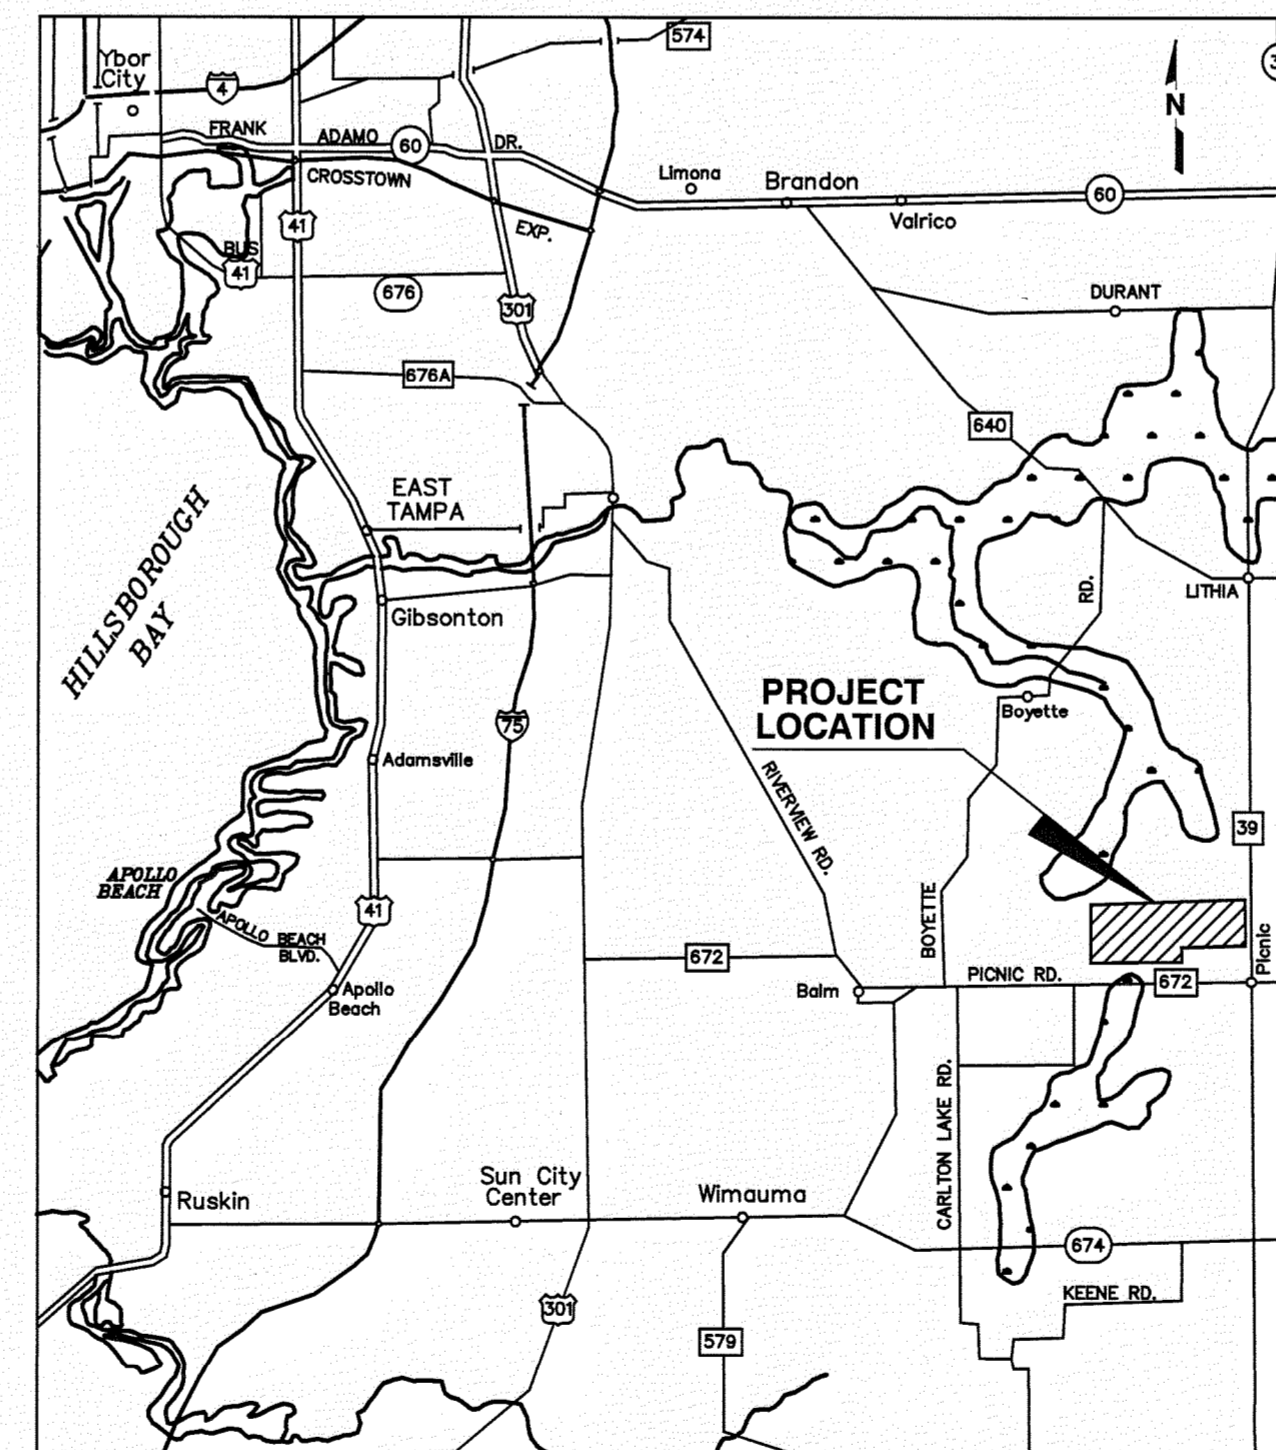 574
3
Ybor
City
4
N
FRANK
ADAMO
60
DR.
CROSSTOWN
EXP.
Limona
Brandon
60
Valrico
41
BUS
41
676
301
DURANT
676A
640
EAST
TAMPA
HILLSBOROUGH
BAY
RD.
LITHIA
Gibsonton
PROJECT
LOCATION
Boyette
75
Adamsville
RIVERVIEW RD.
39
APOLLO
BEACH
41
APOLLO BEACH
BLVD.
BOYETTE
Picnic
672
PICNIC RD.
672
Balm
Apollo
Beach
CARLTON LAKE RD.
Sun City
Center
Wimauma
Ruskin
674
KEENE RD.
301
579